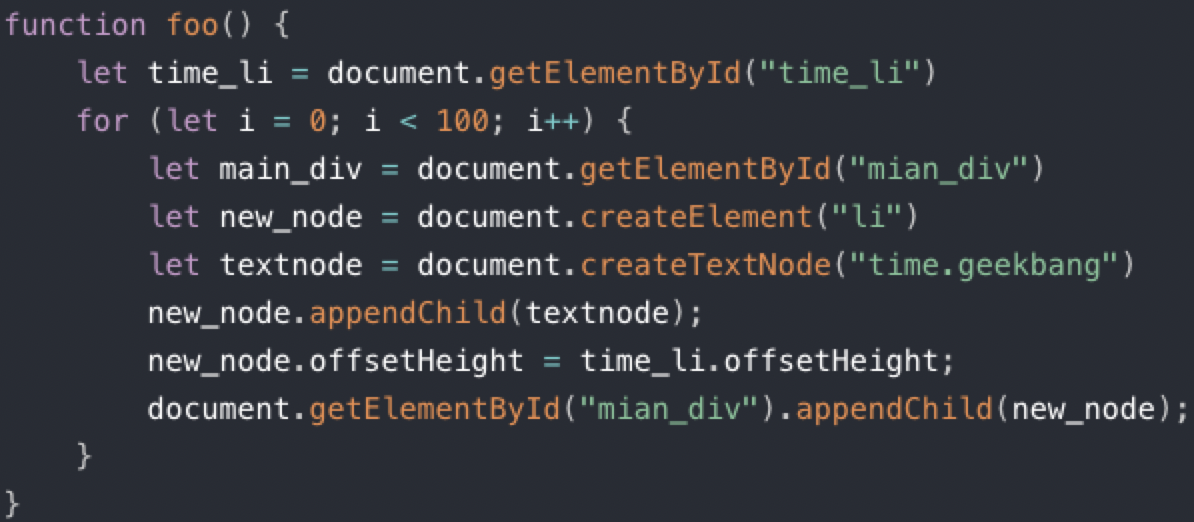 function foo() {
    let time_li = document.getElementById("time_li")
    for (let i = 0; i < 100; i++) {
        let main_div = document.getElementById("mian_div")
        let new_node = document.createElement("li")
        let textnode = document.createTextNode("time.geekbang")
        new_node.appendChild(textnode);
        new_node.offsetHeight = time_li.offsetHeight;
        document.getElementById("mian_div").appendChild(new_node);
    }
}